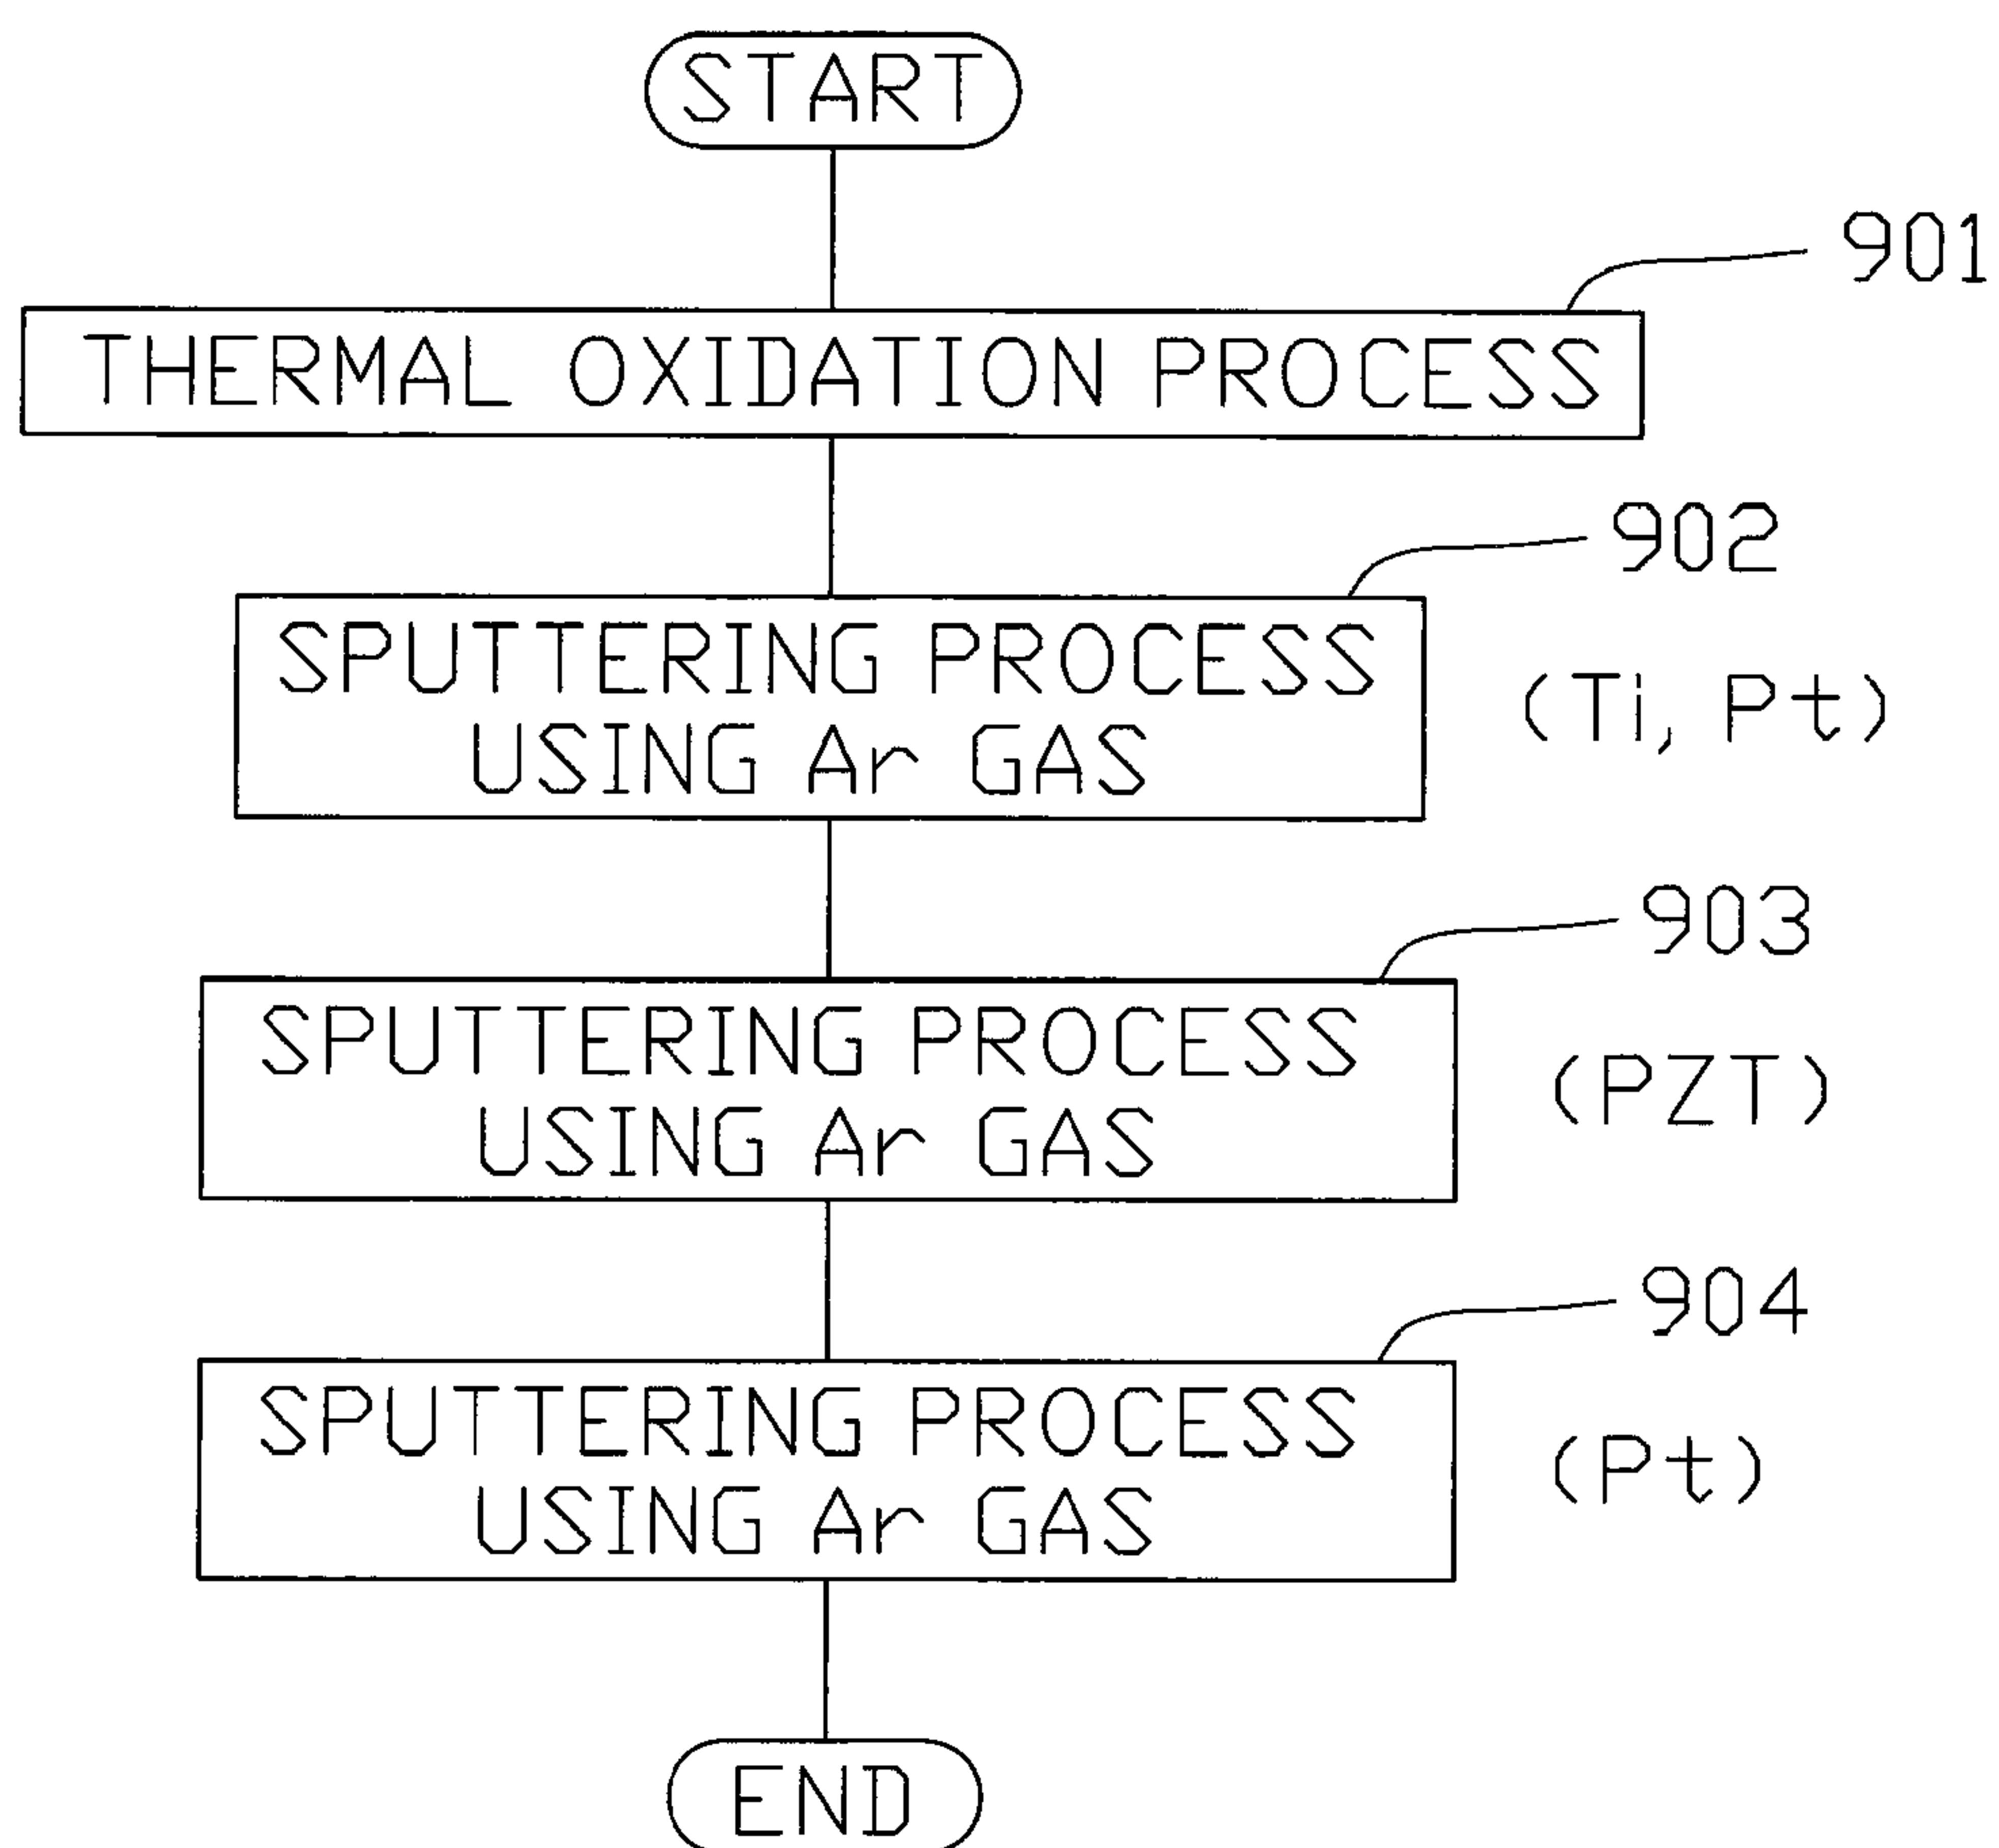 START
901
THERMAL OXIDATION PROCESS
902
SPUTTERING PROCESS
USING Ar GAS
(Ti, Pt)
903
SPUTTERING PROCESS
USING Ar GAS
(PZT)
904
SPUTTERING PROCESS
USING Ar GAS
(Pt)
END